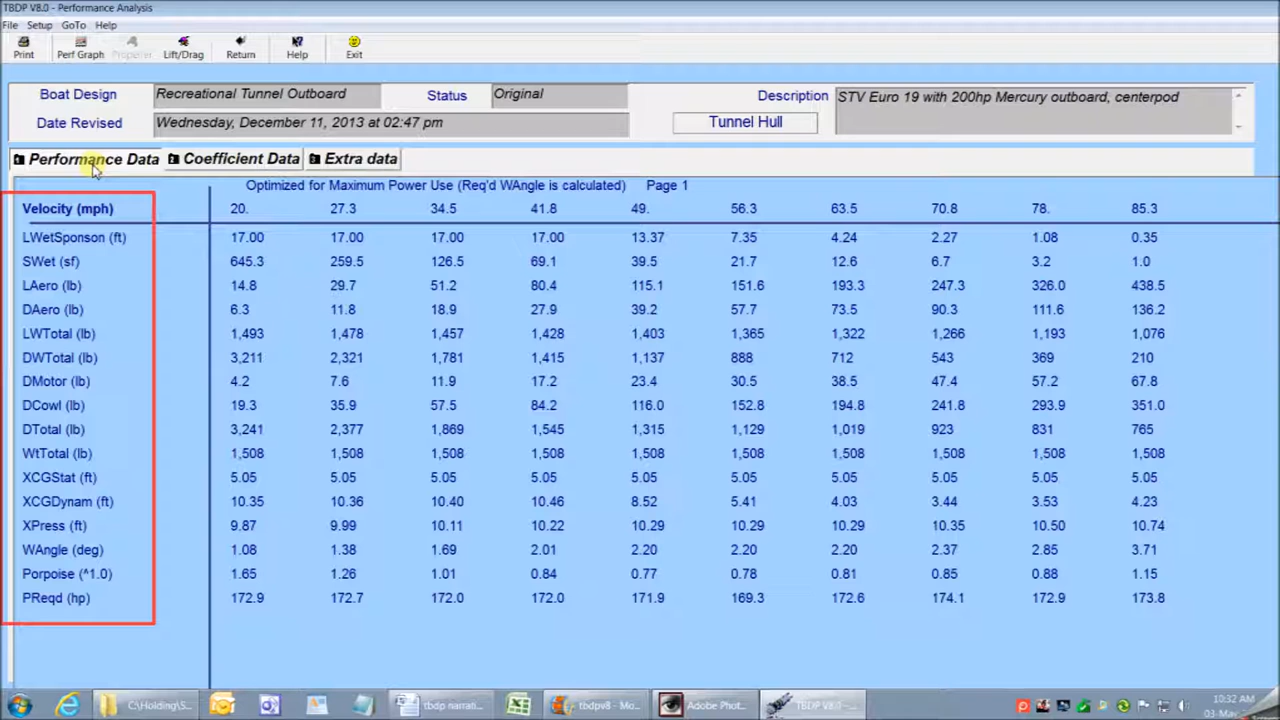 TBDP V8.0 - Performance Analysis
File Setup GoTo Help
Print Perf Graph Propeller Lift/Drag Return Help Exit
Boat Design Recreational Tunnel Outboard Status Original Description STV Euro 19 with 200hp Mercury outboard, centerpod
Date Revised Wednesday, December 11, 2013 at 02:47 pm Tunnel Hull
Performance Data Coefficient Data Extra data
Optimized for Maximum Power Use (Req'd WAngle is calculated) Page 1
Velocity (mph) 20. 27.3 34.5 41.8 49. 56.3 63.5 70.8 78. 85.3
LWetSponson (ft) 17.00 17.00 17.00 17.00 13.37 7.35 4.24 2.27 1.08 0.35
SWet (sf) 645.3 259.5 126.5 69.1 39.5 21.7 12.6 6.7 3.2 1.0
LAero (lb) 14.8 29.7 51.2 80.4 115.1 151.6 193.3 247.3 326.0 438.5
DAero (lb) 6.3 11.8 18.9 27.9 39.2 57.7 73.5 90.3 111.6 136.2
LWTotal (lb) 1,493 1,478 1,457 1,428 1,403 1,365 1,322 1,266 1,193 1,076
DWTotal (lb) 3,211 2,321 1,781 1,415 1,137 888 712 543 369 210
DMotor (lb) 4.2 7.6 11.9 17.2 23.4 30.5 38.5 47.4 57.2 67.8
DCowl (lb) 19.3 35.9 57.5 84.2 116.0 152.8 194.8 241.8 293.9 351.0
DTotal (lb) 3,241 2,377 1,869 1,545 1,315 1,129 1,019 923 831 765
WtTotal (lb) 1,508 1,508 1,508 1,508 1,508 1,508 1,508 1,508 1,508 1,508
XCGStat (ft) 5.05 5.05 5.05 5.05 5.05 5.05 5.05 5.05 5.05 5.05
XCGDynam (ft) 10.35 10.36 10.40 10.46 8.52 5.41 4.03 3.44 3.53 4.23
XPress (ft) 9.87 9.99 10.11 10.22 10.29 10.29 10.29 10.35 10.50 10.74
WAngle (deg) 1.08 1.38 1.69 2.01 2.20 2.20 2.20 2.37 2.85 3.71
Porpoise (^1.0) 1.65 1.26 1.01 0.84 0.77 0.78 0.81 0.85 0.88 1.15
PReqd (hp) 172.9 172.7 172.0 172.0 171.9 169.3 172.6 174.1 172.9 173.8
C:\Holding\S... tbdp narrati... tbdpv8 - Mo... Adobe Phot... TBDP V8.0 -... 10:32 AM